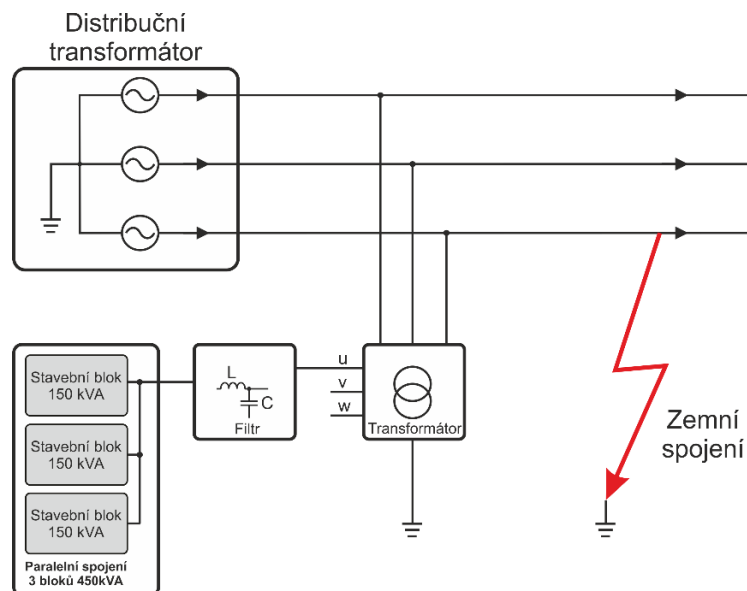 Distribuční
transformátor
Stavební blok
150 kVA
Stavební blok
150 kVA
Stavební blok
150 kVA
Paralelní spojení
3 bloků 450kVA
L
C
Filtr
u
v
w
Transformátor
Zemní
spojení